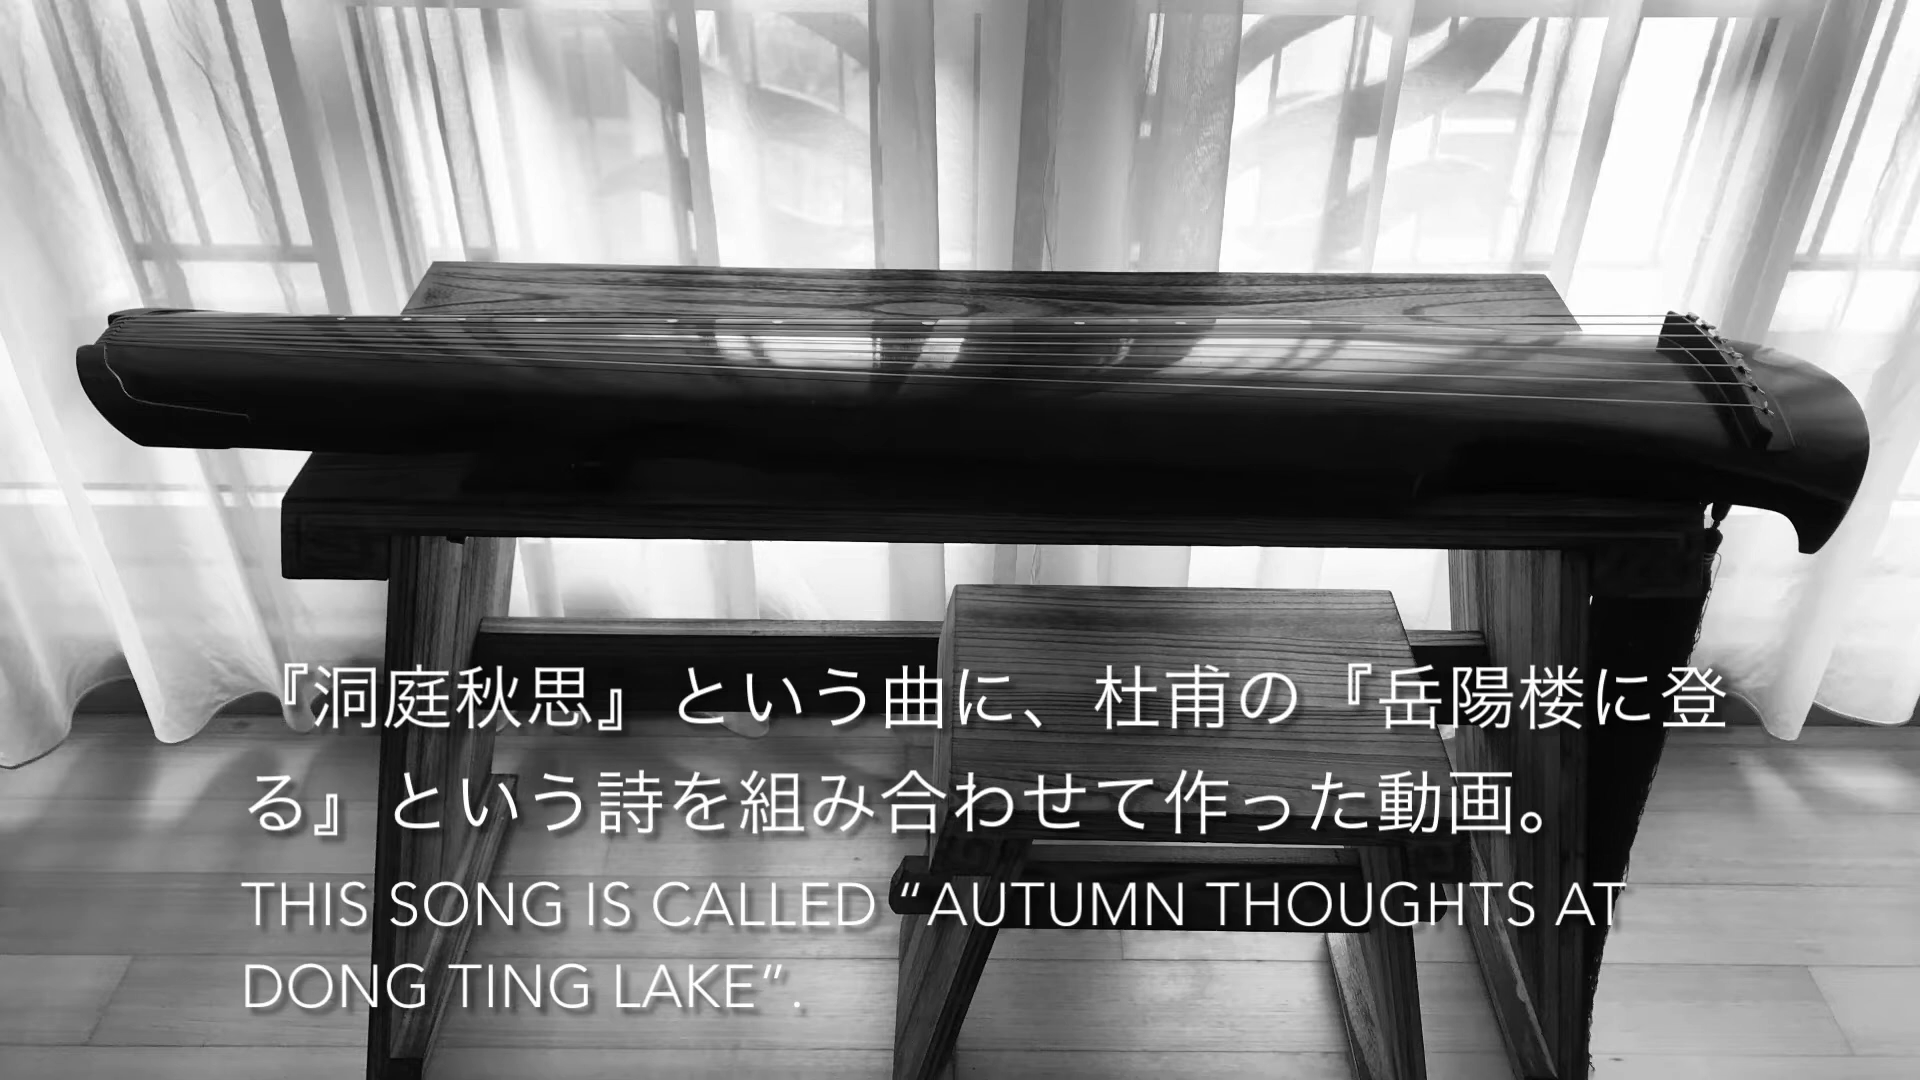 『洞庭秋思』という曲に、杜甫の『岳陽楼に登
る』という詩を組み合わせて作った動画。
THIS SONG IS CALLED “AUTUMN THOUGHTS AT
DONG TING LAKE”.